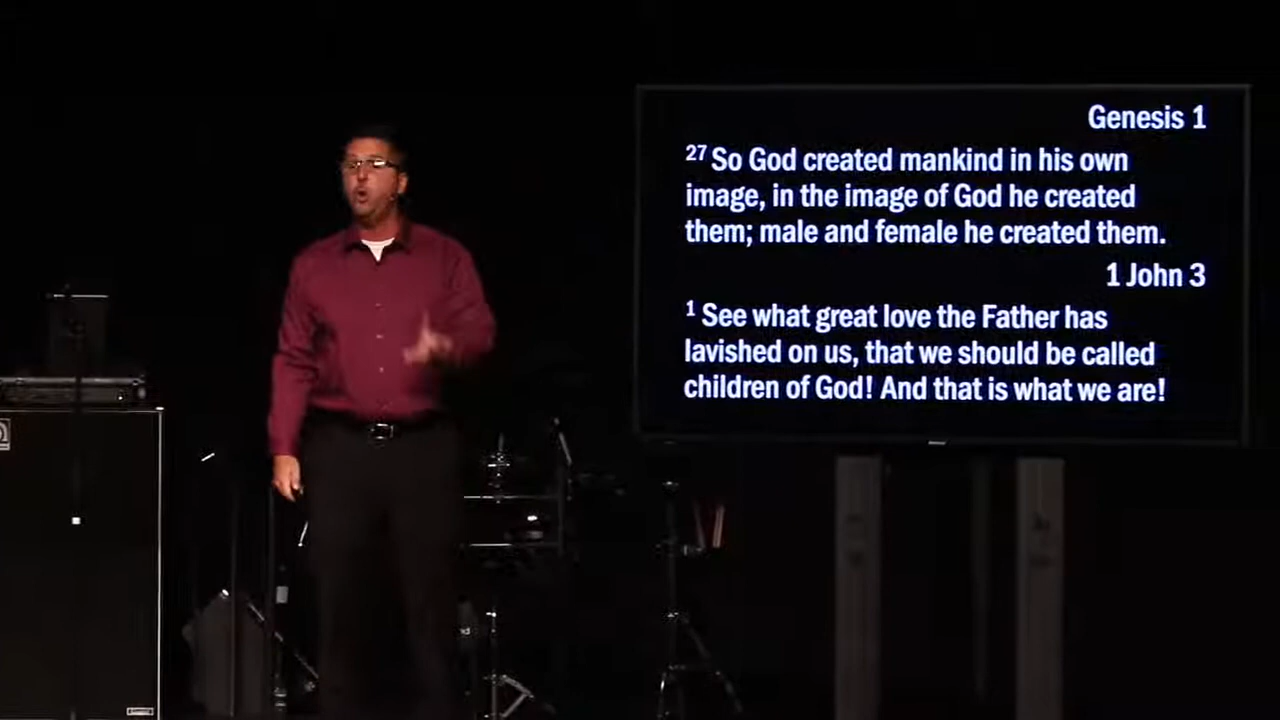 Genesis 1
27 So God created mankind in his own
image, in the image of God he created
them; male and female he created them.
1 John 3
1 See what great love the Father has
lavished on us, that we should be called
children of God! And that is what we are!